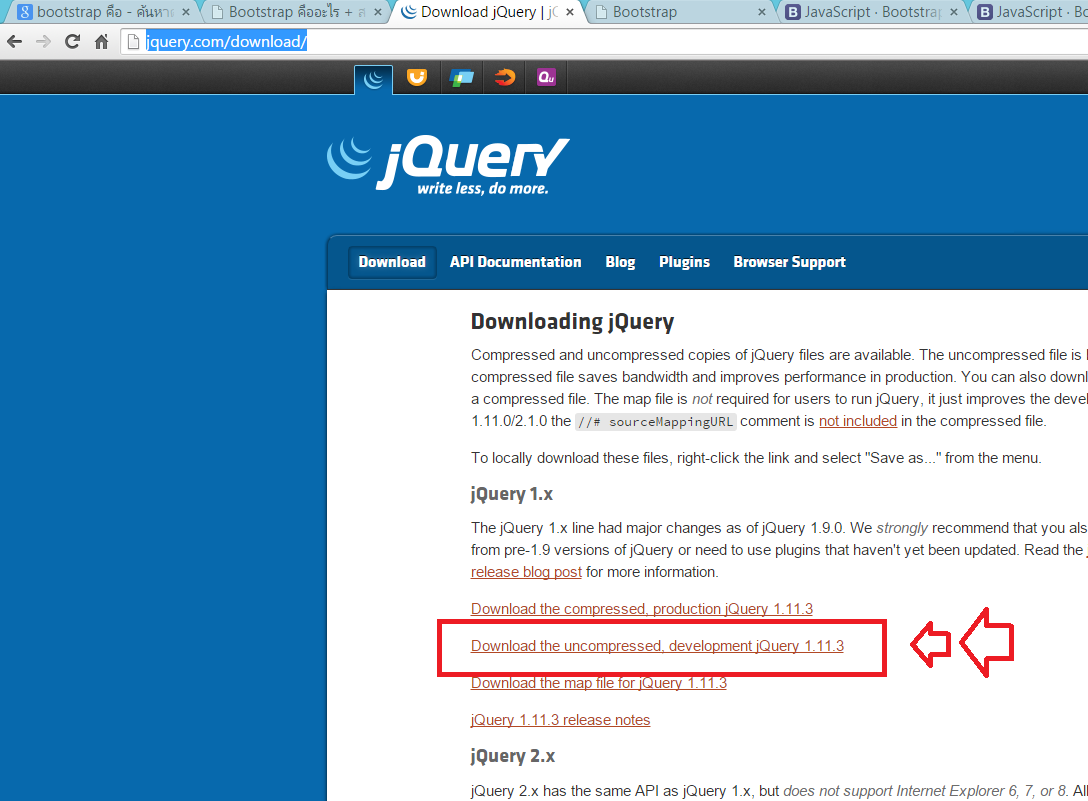 bootstrap คือ - ค้นหา
Bootstrap คืออะไร + ส
Download jQuery | jQ
Bootstrap
JavaScript · Bootstrap
JavaScript · Bo
jquery.com/download/
Qu
jQuery
write less, do more.
Download API Documentation Blog Plugins Browser Support
Downloading jQuery
Compressed and uncompressed copies of jQuery files are available. The uncompressed file is
compressed file saves bandwidth and improves performance in production. You can also downl
a compressed file. The map file is not required for users to run jQuery, it just improves the devel
1.11.0/2.1.0 the //# sourceMappingURL comment is not included in the compressed file.
To locally download these files, right-click the link and select "Save as..." from the menu.
jQuery 1.x
The jQuery 1.x line had major changes as of jQuery 1.9.0. We strongly recommend that you als
from pre-1.9 versions of jQuery or need to use plugins that haven't yet been updated. Read the
release blog post for more information.
Download the compressed, production jQuery 1.11.3
Download the uncompressed, development jQuery 1.11.3
Download the map file for jQuery 1.11.3
jQuery 1.11.3 release notes
jQuery 2.x
jQuery 2.x has the same API as jQuery 1.x, but does not support Internet Explorer 6, 7, or 8. All